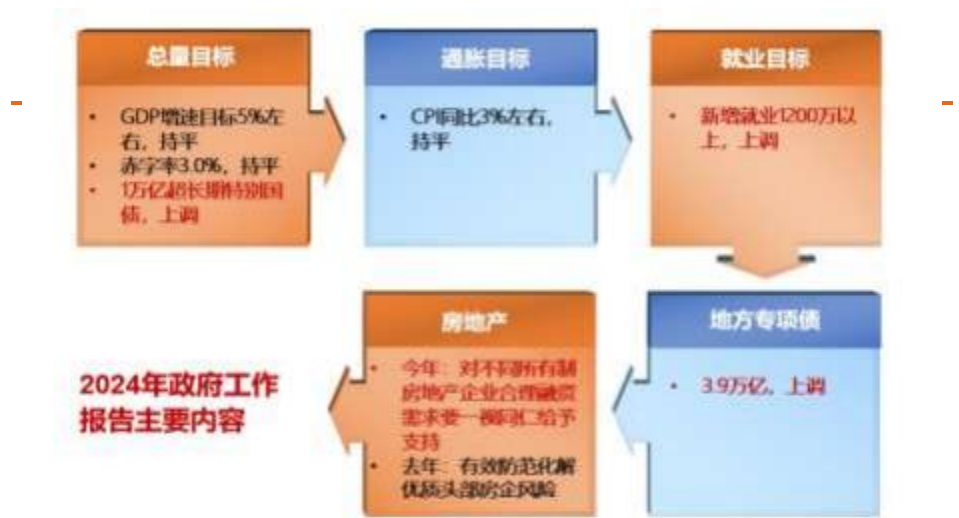 总量目标
• GDP增速目标5%左
右，持平
• 赤字率3.0%，持平
• 1万亿超长期特别国
债，上调
通胀目标
• CPI同比3%左右，
持平
就业目标
• 新增就业1200万以
上，上调
地方专项债
• 3.9万亿，上调
房地产
• 今年：对不同所有制
房地产企业合理融资
需求要一视同仁给予
支持
• 去年：有效防范化解
优质头部房企风险
2024年政府工作
报告主要内容